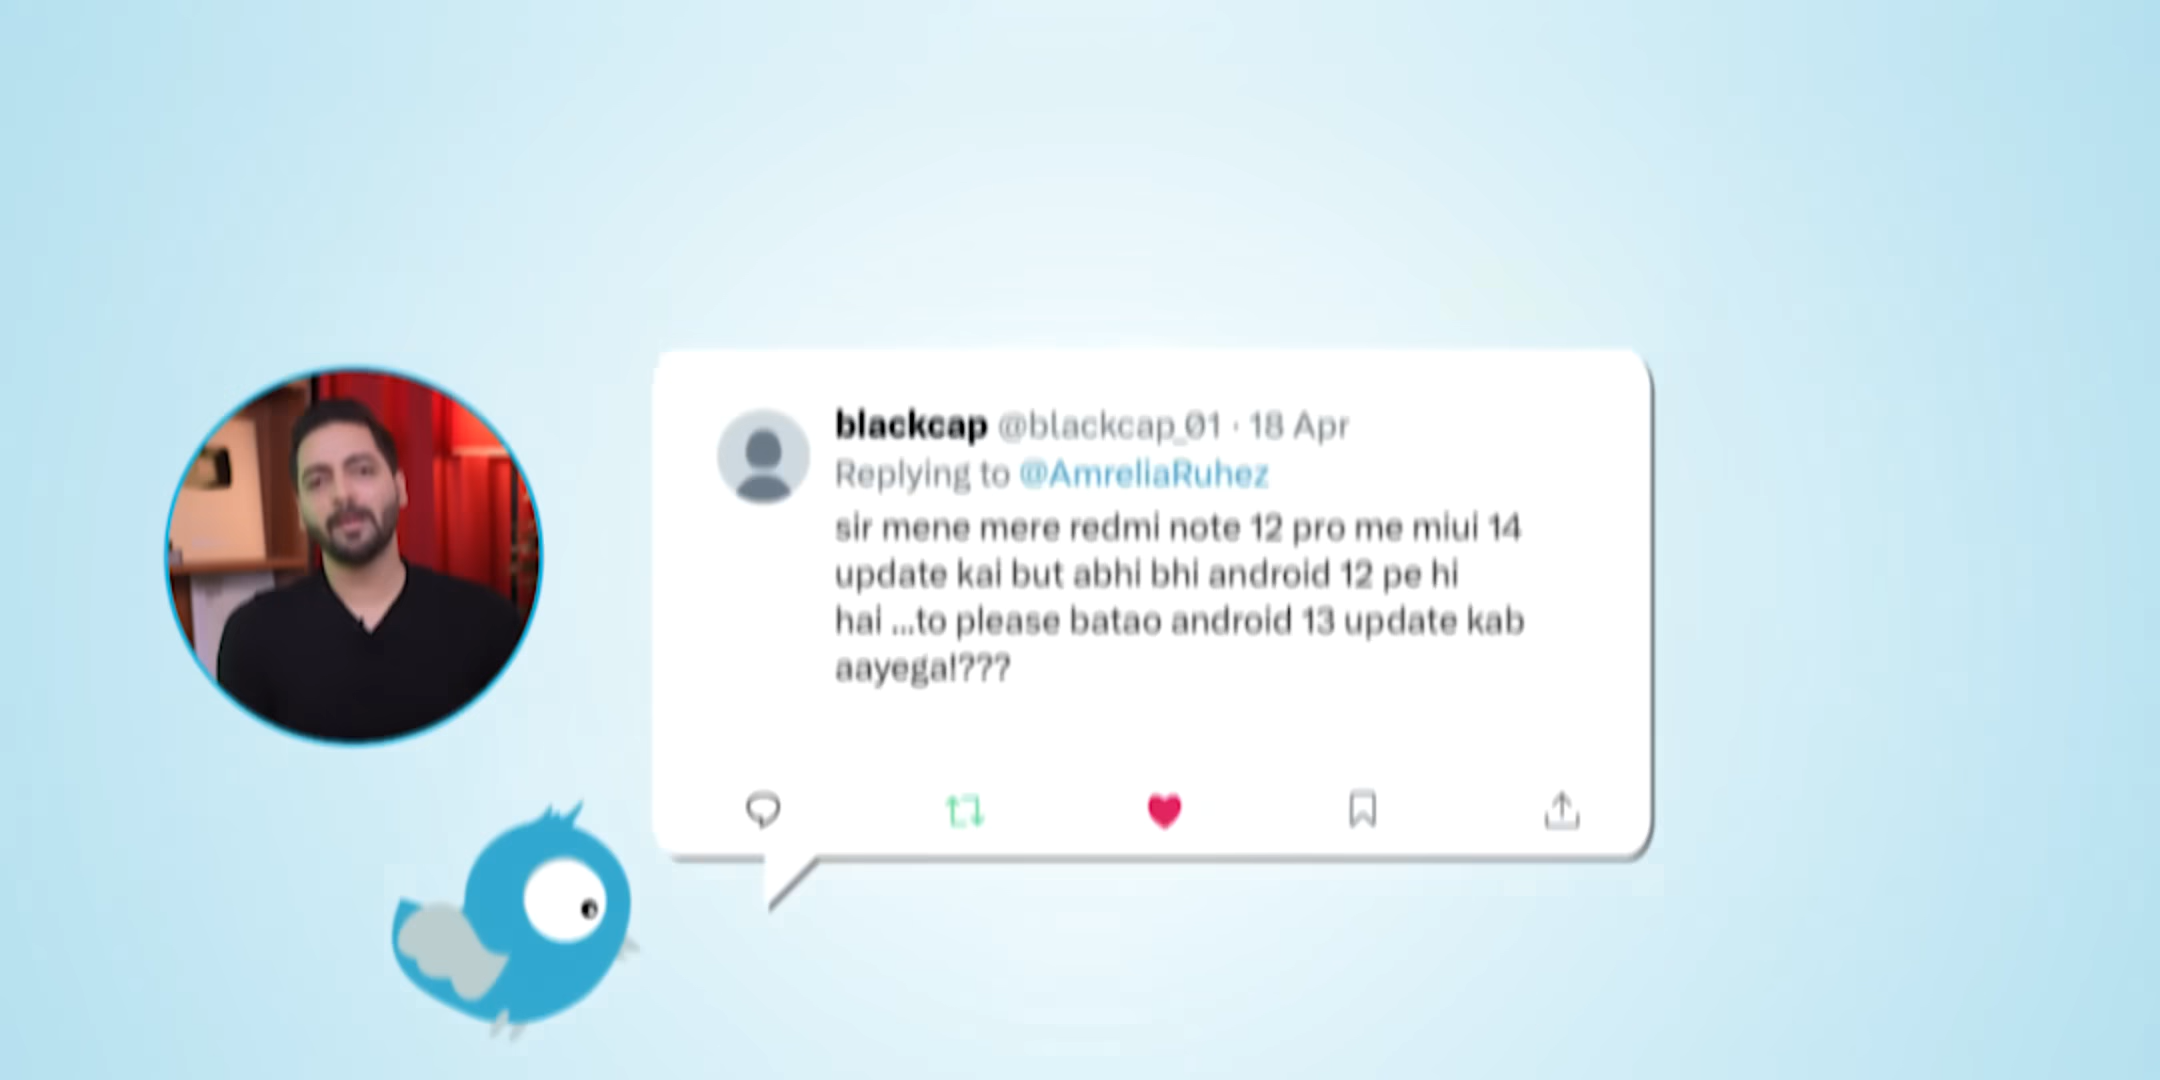 blackcap @blackcap_01 · 18 Apr
Replying to @AmreliaRuhez
sir mene mere redmi note 12 pro me miui 14
update kai but abhi bhi android 12 pe hi
hai ...to please batao android 13 update kab
aayega!???